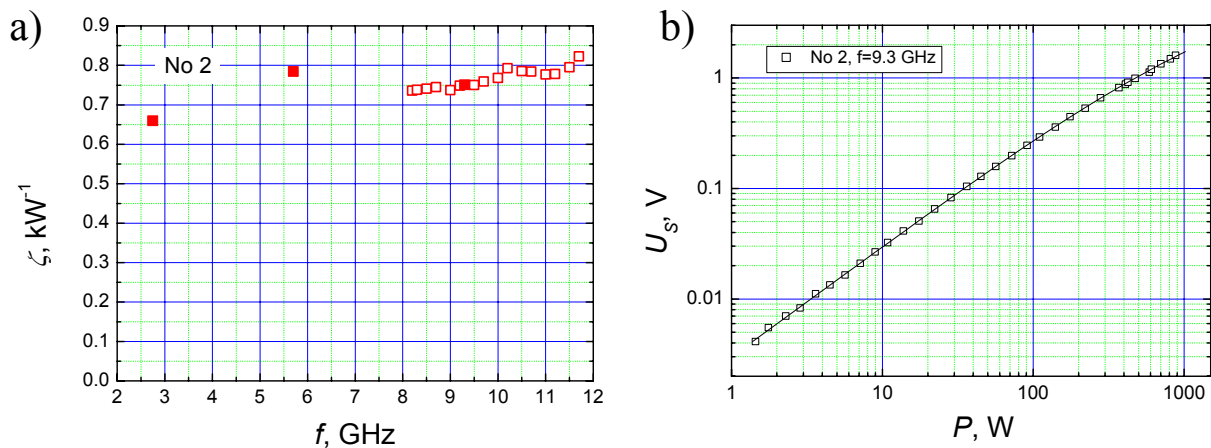 a)
No 2
0.9
0.8
0.7
0.6
0.5
0.4
0.3
0.2
0.1
0.0
ζ, kW⁻¹
2 3 4 5 6 7 8 9 10 11 12
f, GHz
b)
No 2, f=9.3 GHz
1
0.1
0.01
U_S, V
1 10 100 1000
P, W